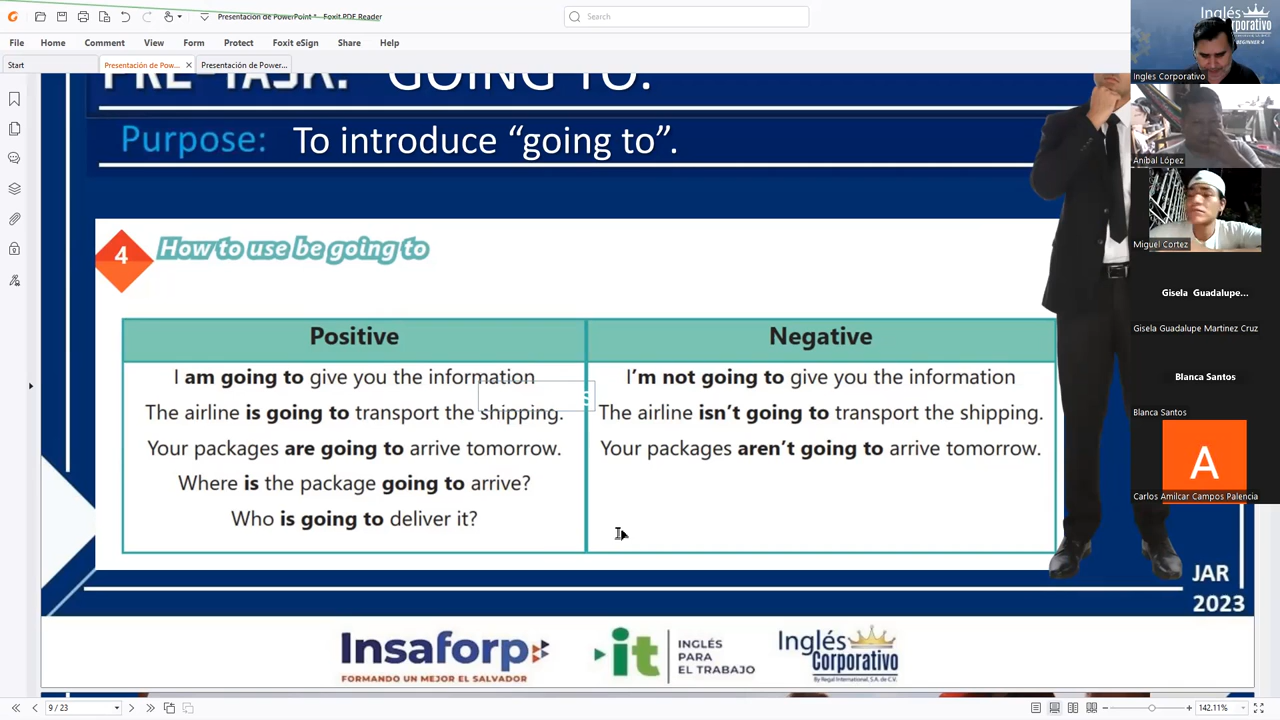 Presentación de PowerPoint * - Foxit PDF Reader
Search
File Home Comment View Form Protect Foxit eSign Share Help
Start
Presentación de Pow...
Presentación de Power...
PRE-TASK: GOING TO.
Purpose: To introduce “going to”.
4 How to use be going to
Positive
Negative
I am going to give you the information
I’m not going to give you the information
The airline is going to transport the shipping.
The airline isn’t going to transport the shipping.
Your packages are going to arrive tomorrow.
Your packages aren’t going to arrive tomorrow.
Where is the package going to arrive?
Who is going to deliver it?
JAR
2023
Insaforp
FORMANDO UN MEJOR EL SALVADOR
it
INGLÉS
PARA
EL TRABAJO
Inglés
Corporativo
By Regal International, S.A. de C.V.
9 / 23
142.11%
Inglés
Corporativo
BEGINNER 4
Ingles Corporativo
Aníbal López
Miguel Cortez
Gisela Guadalupe...
Gisela Guadalupe Martinez Cruz
Blanca Santos
Blanca Santos
A
Carlos Amilcar Campos Palencia